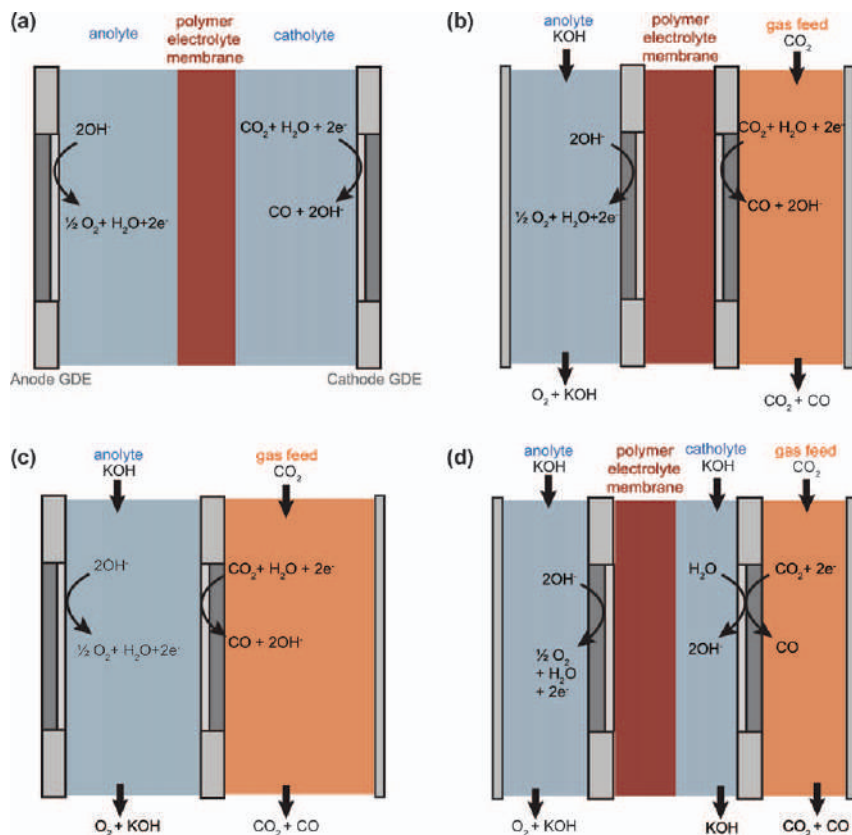 (a)
anolyte
polymer
electrolyte
membrane
catholyte
2OH⁻
½ O₂+ H₂O+2e⁻
CO₂+ H₂O + 2e⁻
CO + 2OH⁻
Anode GDE
Cathode GDE
(b)
anolyte
KOH
polymer
electrolyte
membrane
gas feed
CO₂
2OH⁻
½ O₂+ H₂O+2e⁻
CO₂+ H₂O + 2e⁻
CO + 2OH⁻
O₂ + KOH
CO₂ + CO
(c)
anolyte
KOH
gas feed
CO₂
2OH⁻
½ O₂+ H₂O+2e⁻
CO₂+ H₂O + 2e⁻
CO + 2OH⁻
O₂ + KOH
CO₂ + CO
(d)
anolyte
KOH
polymer
electrolyte
membrane
catholyte
KOH
gas feed
CO₂
2OH⁻
½ O₂
+ H₂O
+ 2e⁻
H₂O
2OH⁻
CO₂+ 2e⁻
CO
O₂ + KOH
KOH
CO₂ + CO